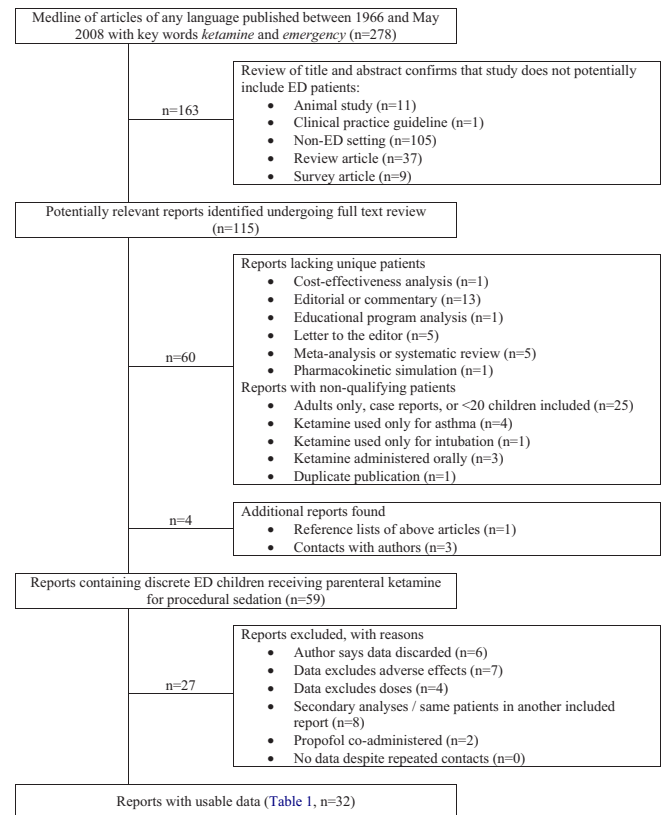 Medline of articles of any language published between 1966 and May
2008 with key words ketamine and emergency (n=278)
n=163
Review of title and abstract confirms that study does not potentially
include ED patients:
• Animal study (n=11)
• Clinical practice guideline (n=1)
• Non-ED setting (n=105)
• Review article (n=37)
• Survey article (n=9)
Potentially relevant reports identified undergoing full text review
(n=115)
n=60
Reports lacking unique patients
• Cost-effectiveness analysis (n=1)
• Editorial or commentary (n=13)
• Educational program analysis (n=1)
• Letter to the editor (n=5)
• Meta-analysis or systematic review (n=5)
• Pharmacokinetic simulation (n=1)
Reports with non-qualifying patients
• Adults only, case reports, or <20 children included (n=25)
• Ketamine used only for asthma (n=4)
• Ketamine used only for intubation (n=1)
• Ketamine administered orally (n=3)
• Duplicate publication (n=1)
n=4
Additional reports found
• Reference lists of above articles (n=1)
• Contacts with authors (n=3)
Reports containing discrete ED children receiving parenteral ketamine
for procedural sedation (n=59)
n=27
Reports excluded, with reasons
• Author says data discarded (n=6)
• Data excludes adverse effects (n=7)
• Data excludes doses (n=4)
• Secondary analyses / same patients in another included
report (n=8)
• Propofol co-administered (n=2)
• No data despite repeated contacts (n=0)
Reports with usable data (Table 1, n=32)